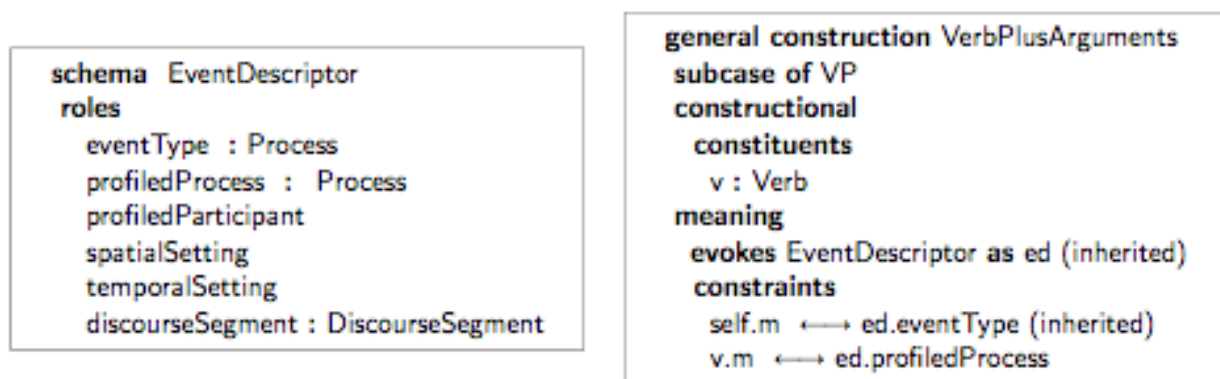 schema EventDescriptor
roles
eventType : Process
profiledProcess : Process
profiledParticipant
spatialSetting
temporalSetting
discourseSegment : DiscourseSegment
general construction VerbPlusArguments
subcase of VP
constructional
constituents
v : Verb
meaning
evokes EventDescriptor as ed (inherited)
constraints
self.m ⟷ ed.eventType (inherited)
v.m ⟷ ed.profiledProcess